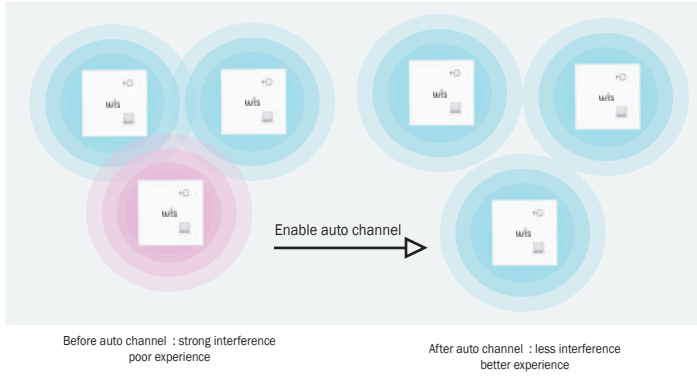 wis
wis
wis
wis
wis
wis
Enable auto channel
Before auto channel : strong interference
poor experience
After auto channel : less interference
better experience